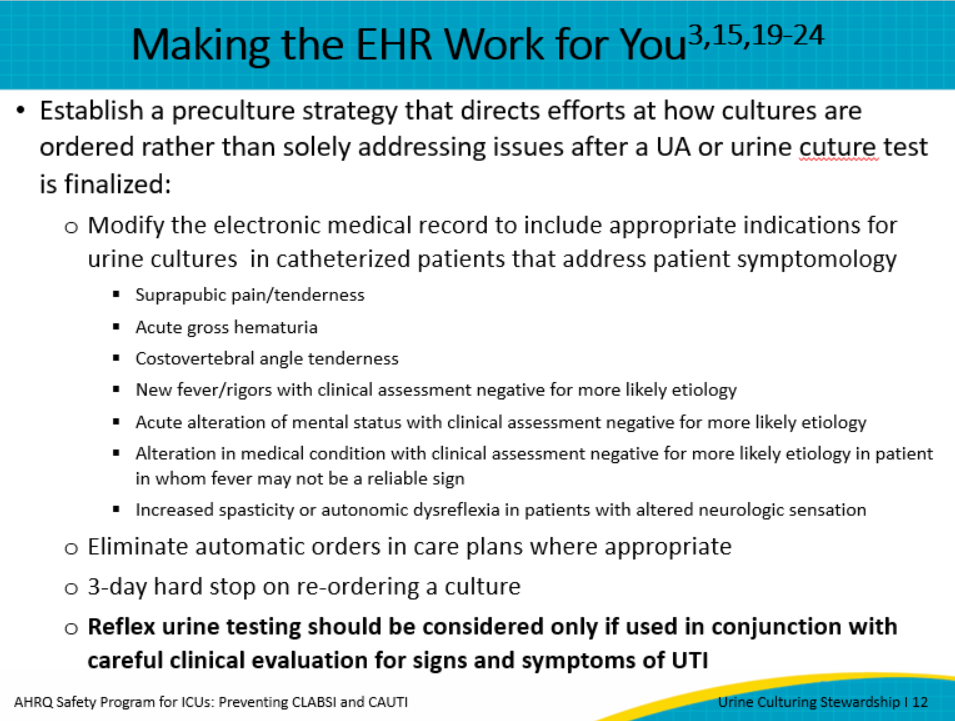 Making the EHR Work for You3,15,19-24
• Establish a preculture strategy that directs efforts at how cultures are
ordered rather than solely addressing issues after a UA or urine cuture test
is finalized:
o Modify the electronic medical record to include appropriate indications for
urine cultures  in catheterized patients that address patient symptomology
▪ Suprapubic pain/tenderness
▪ Acute gross hematuria
▪ Costovertebral angle tenderness
▪ New fever/rigors with clinical assessment negative for more likely etiology
▪ Acute alteration of mental status with clinical assessment negative for more likely etiology
▪ Alteration in medical condition with clinical assessment negative for more likely etiology in patient
in whom fever may not be a reliable sign
▪ Increased spasticity or autonomic dysreflexia in patients with altered neurologic sensation
o Eliminate automatic orders in care plans where appropriate
o 3-day hard stop on re-ordering a culture
o Reflex urine testing should be considered only if used in conjunction with
careful clinical evaluation for signs and symptoms of UTI
AHRQ Safety Program for ICUs: Preventing CLABSI and CAUTI
Urine Culturing Stewardship I 12